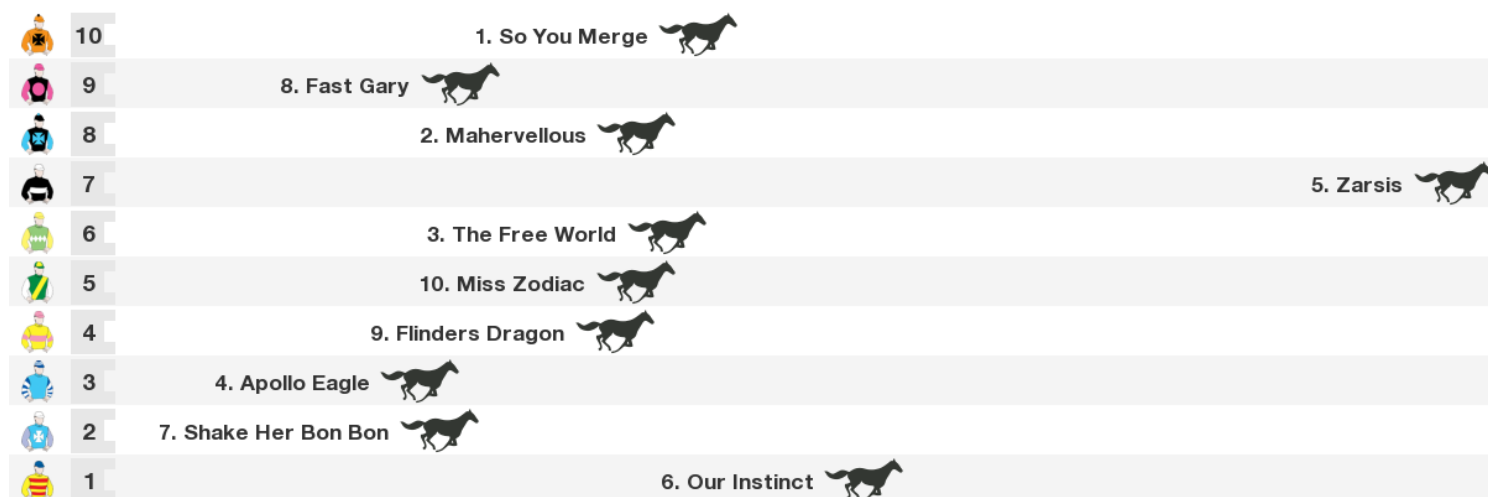 10 1. So You Merge
9 8. Fast Gary
8 2. Mahervellous
7 5. Zarsis
6 3. The Free World
5 10. Miss Zodiac
4 9. Flinders Dragon
3 4. Apollo Eagle
2 7. Shake Her Bon Bon
1 6. Our Instinct